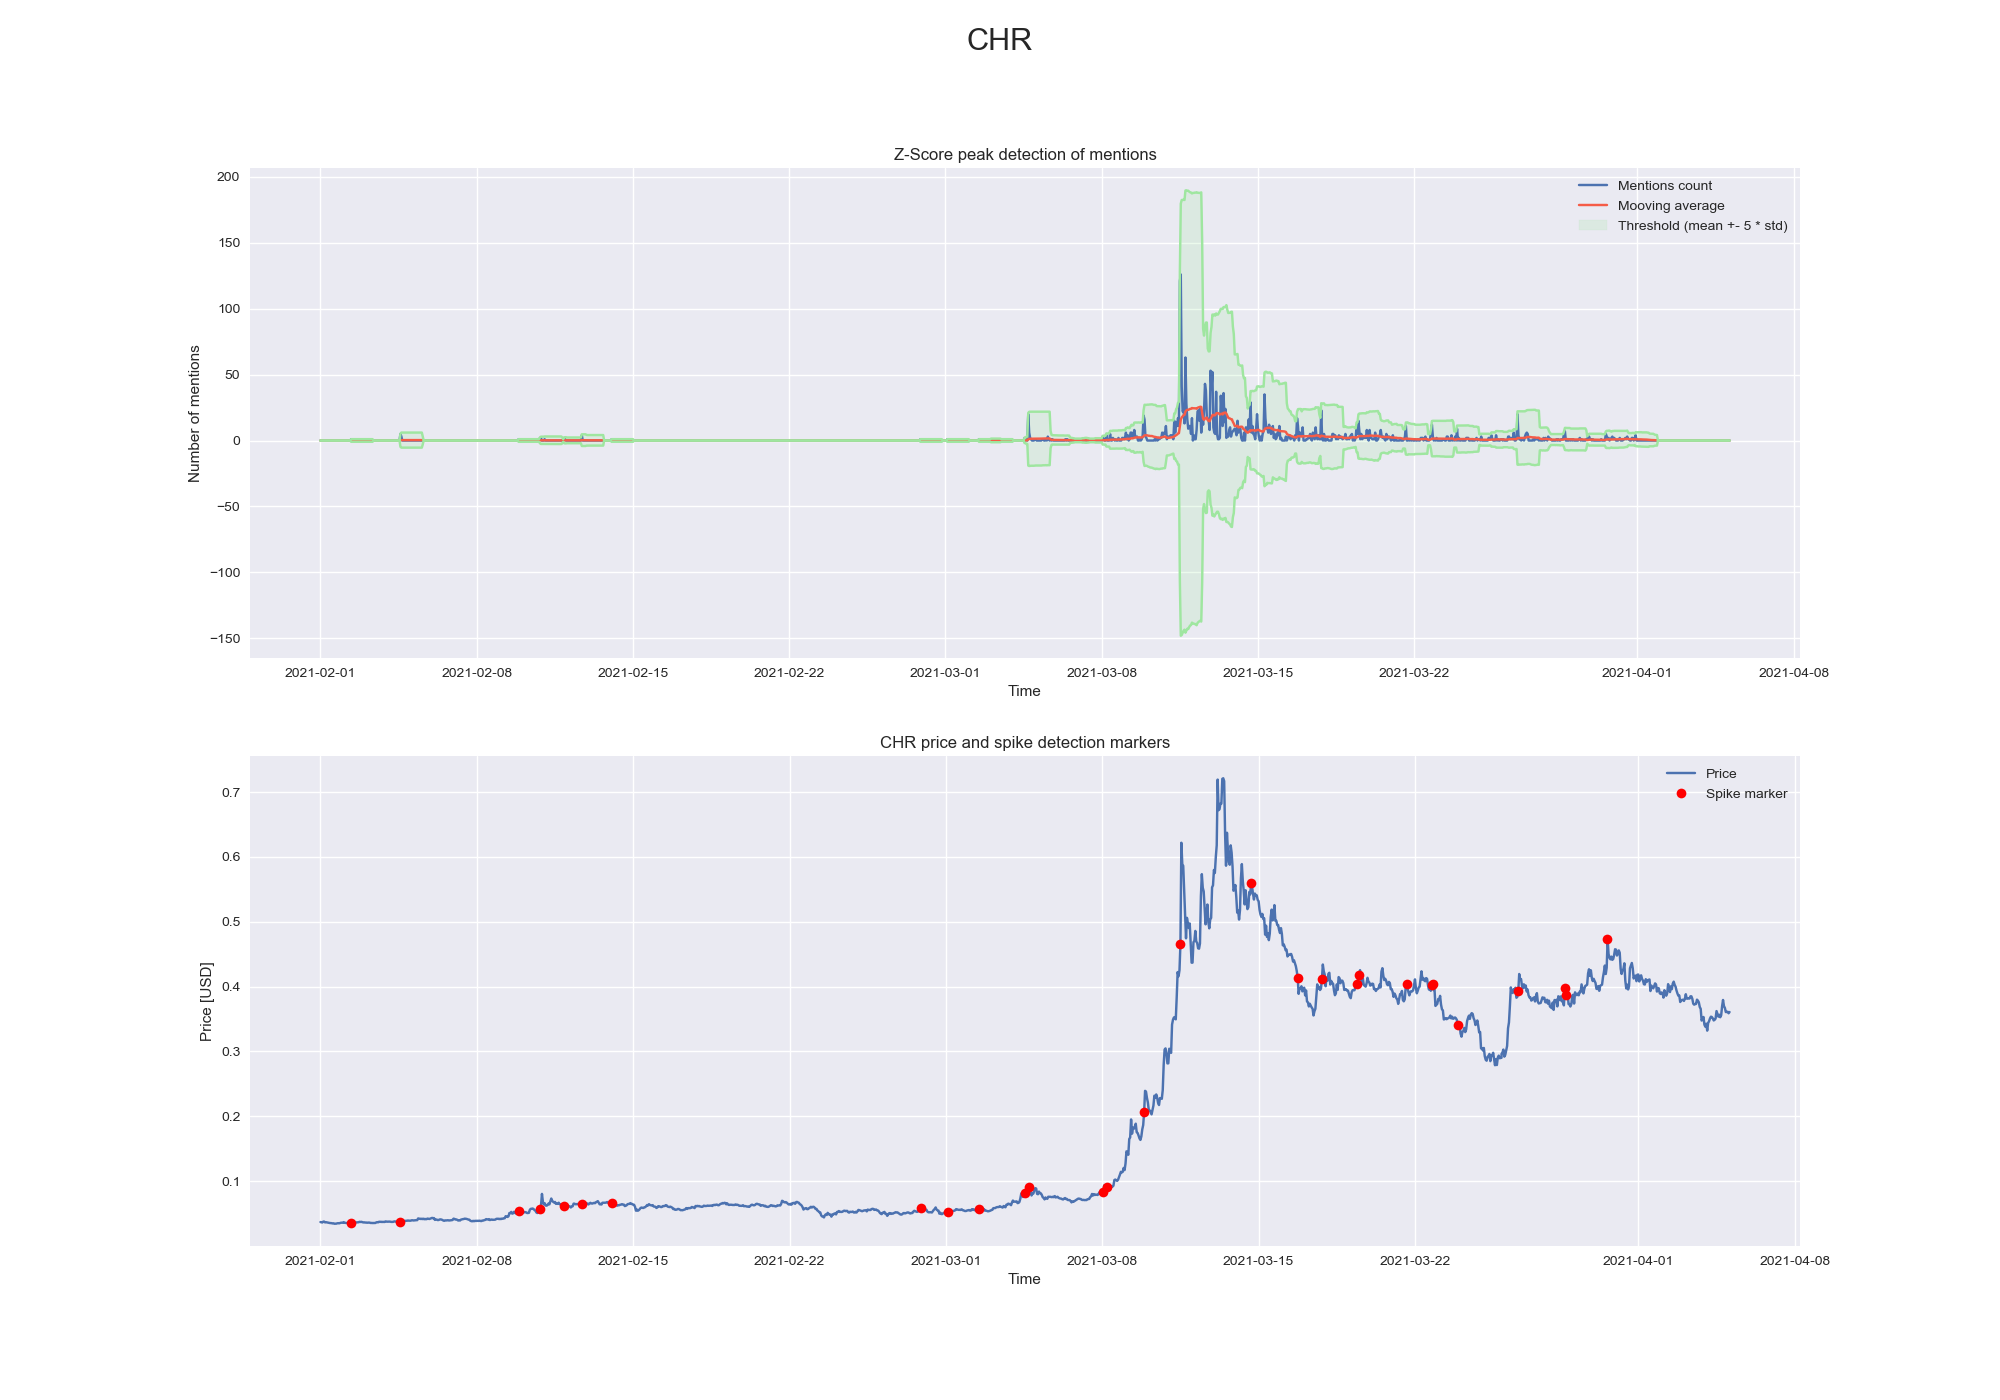 CHR
Z-Score peak detection of mentions
200
150
100
50
0
−50
−100
−150
Number of mentions
Mentions count
Mooving average
Threshold (mean +- 5 * std)
2021-02-01 2021-02-08 2021-02-15 2021-02-22 2021-03-01 2021-03-08 2021-03-15 2021-03-22 2021-04-01 2021-04-08
Time
CHR price and spike detection markers
0.7
0.6
0.5
0.4
0.3
0.2
0.1
Price [USD]
Price
Spike marker
2021-02-01 2021-02-08 2021-02-15 2021-02-22 2021-03-01 2021-03-08 2021-03-15 2021-03-22 2021-04-01 2021-04-08
Time